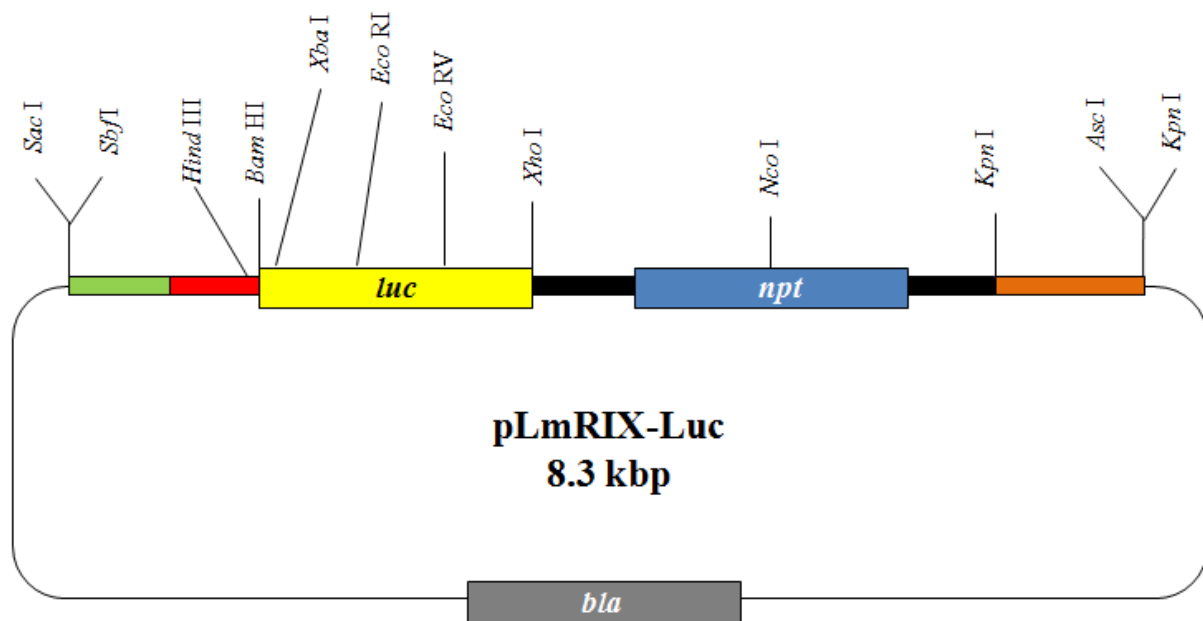 Sac I
SbfI
Hind III
Bam HI
Xba I
Eco RI
Eco RV
Xho I
Nco I
Kpn I
Asc I
Kpn I
luc
npt
pLmRIX-Luc
8.3 kbp
bla